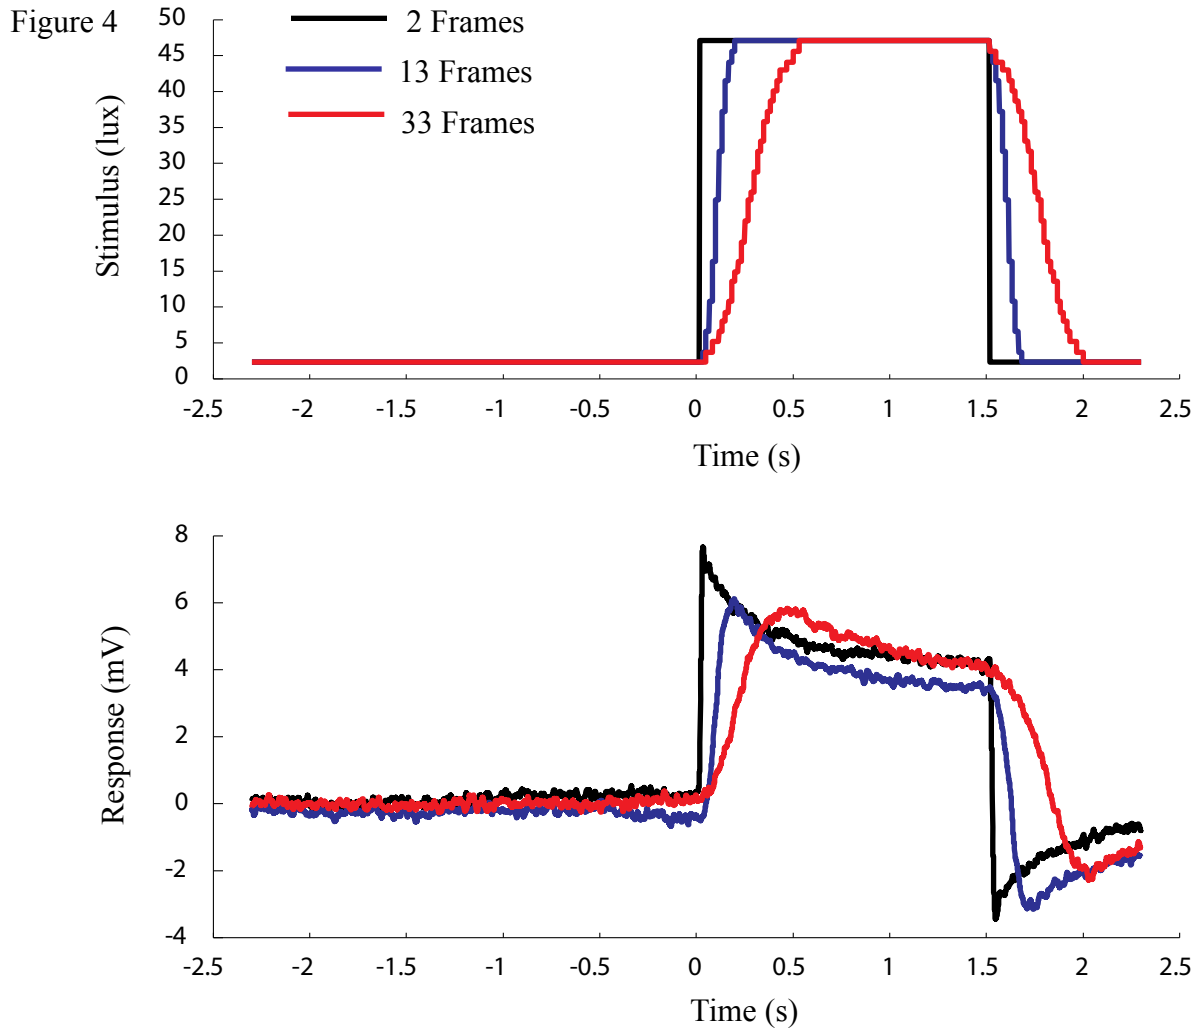 Figure 4
2 Frames
13 Frames
33 Frames
Stimulus (lux)
50
45
40
35
30
25
20
15
10
5
0
-2.5 -2 -1.5 -1 -0.5 0 0.5 1 1.5 2 2.5
Time (s)
Response (mV)
8
6
4
2
0
-2
-4
-2.5 -2 -1.5 -1 -0.5 0 0.5 1 1.5 2 2.5
Time (s)